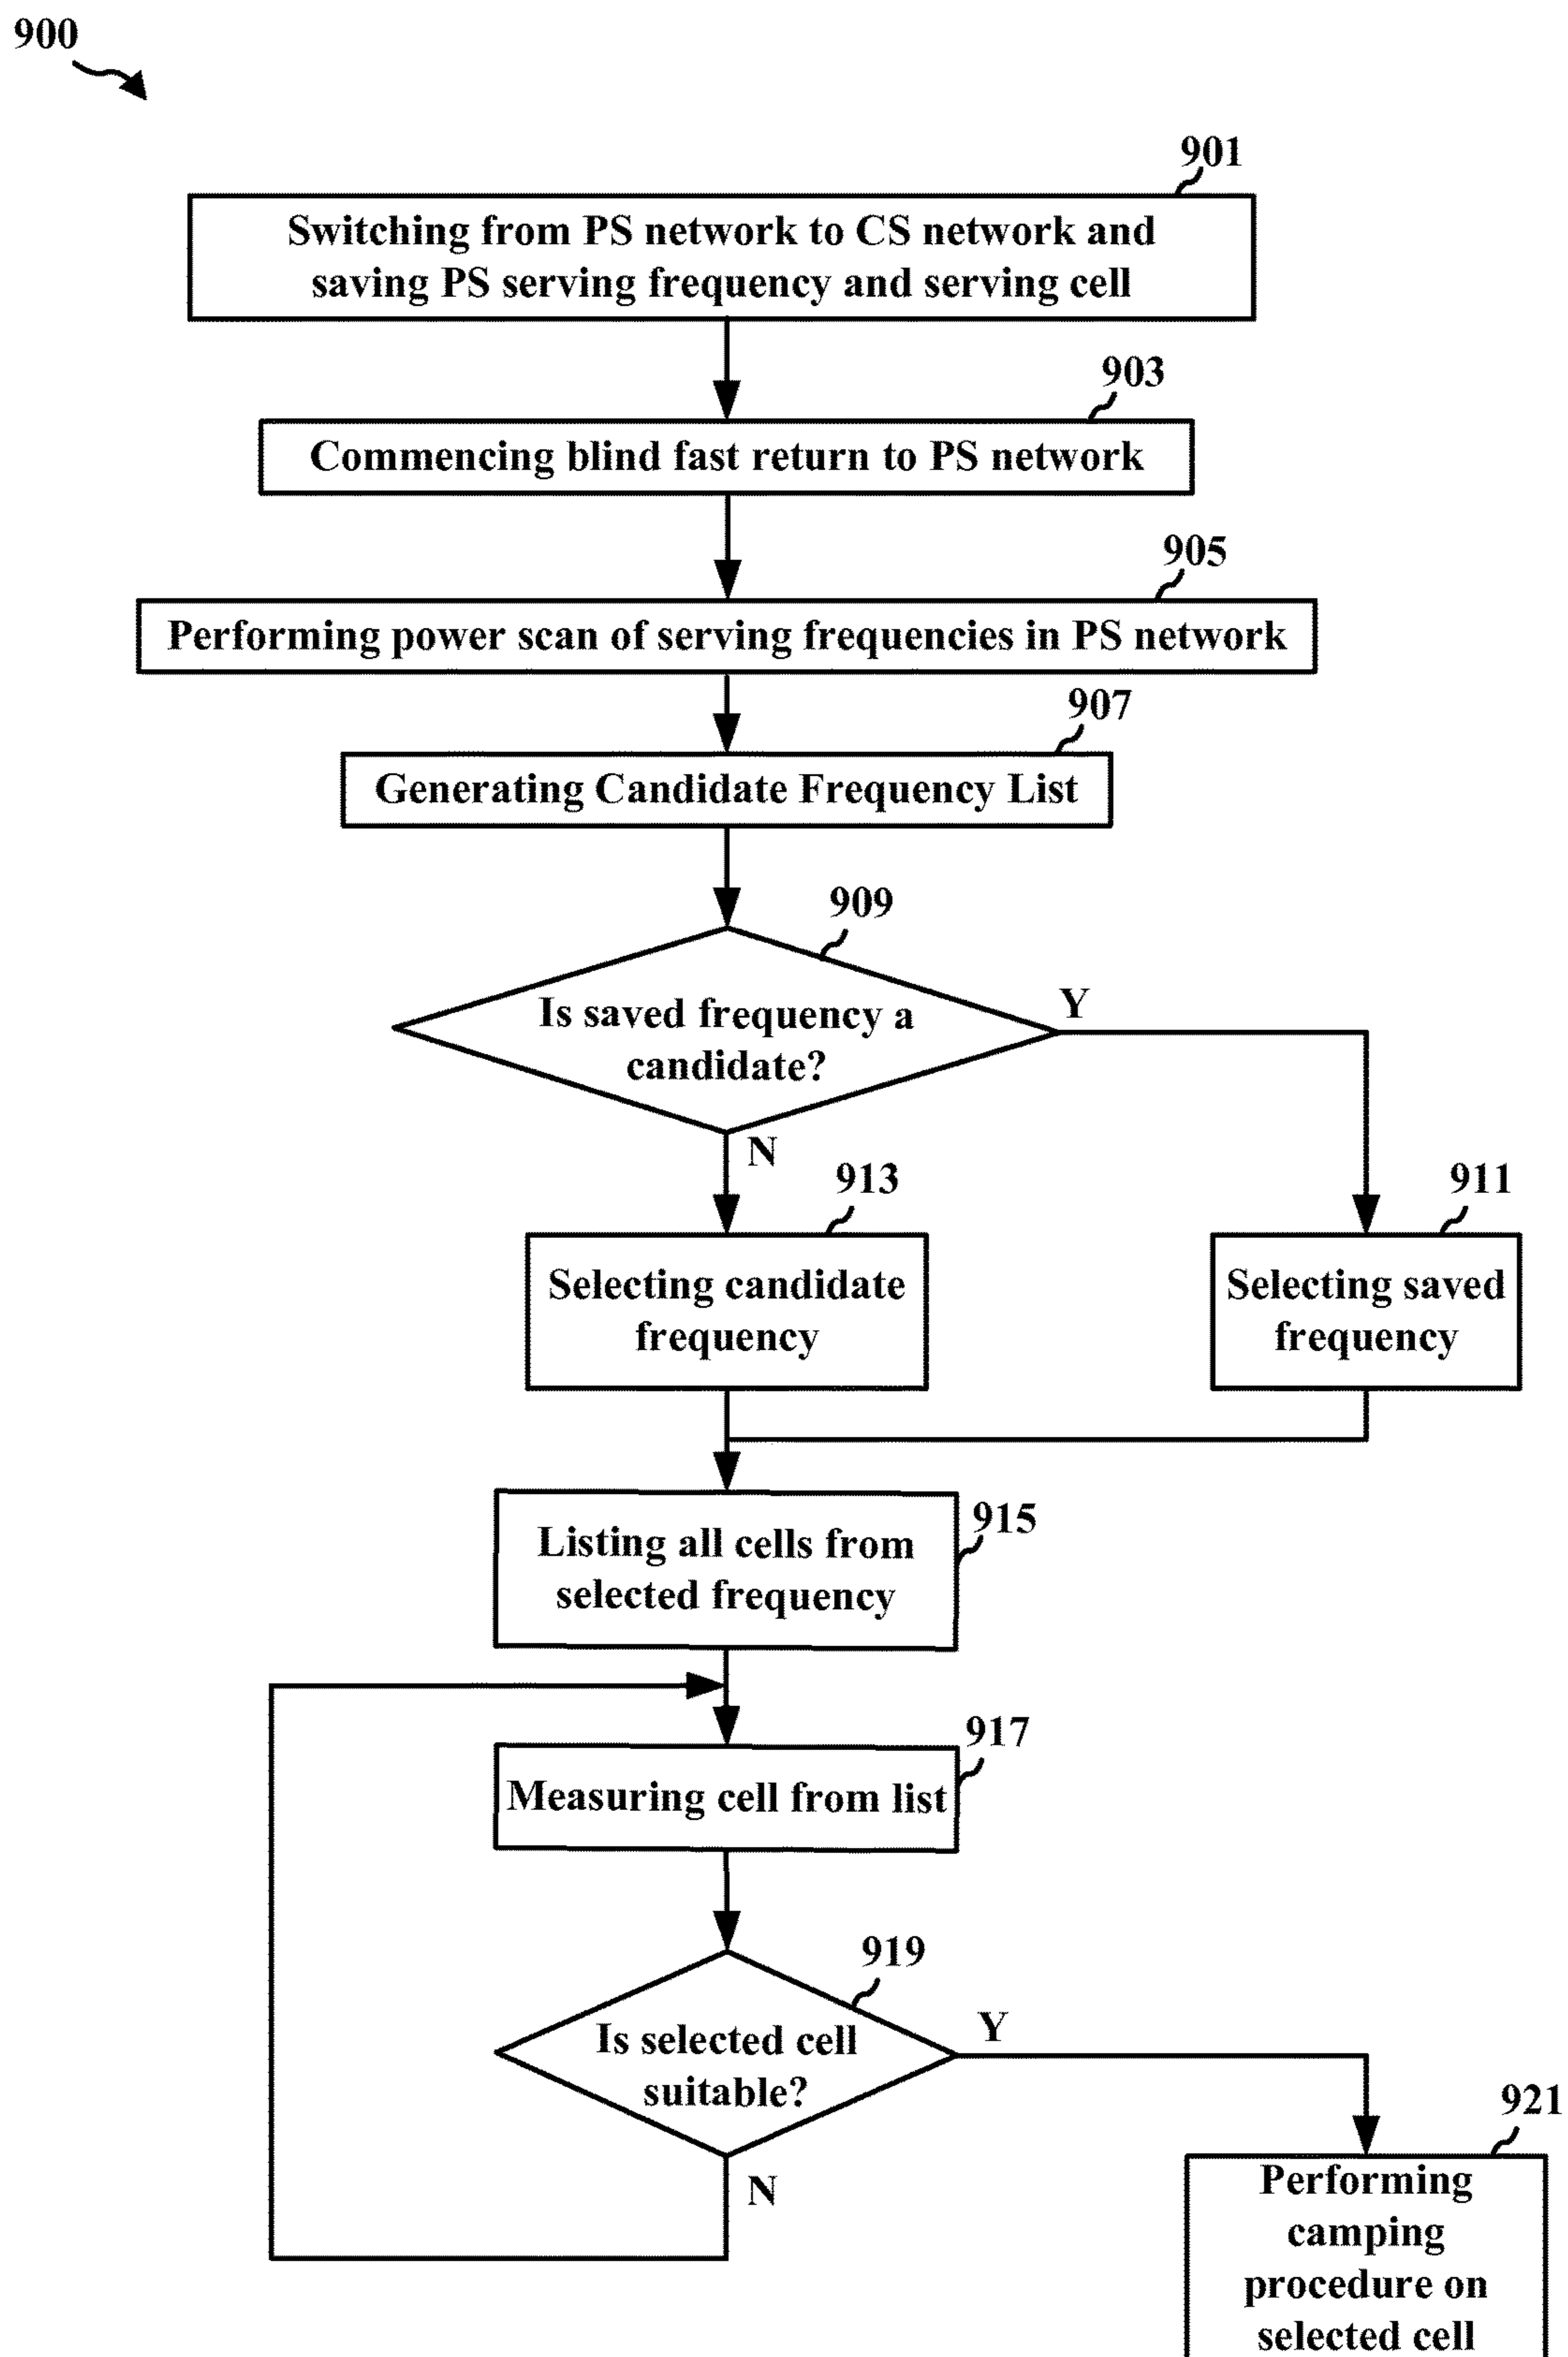 900
901
Switching from PS network to CS network and
saving PS serving frequency and serving cell
903
Commencing blind fast return to PS network
905
Performing power scan of serving frequencies in PS network
907
Generating Candidate Frequency List
909
Is saved frequency a
candidate?
Y
N
913
Selecting candidate
frequency
911
Selecting saved
frequency
915
Listing all cells from
selected frequency
917
Measuring cell from list
919
Is selected cell
suitable?
Y
N
921
Performing
camping
procedure on
selected cell